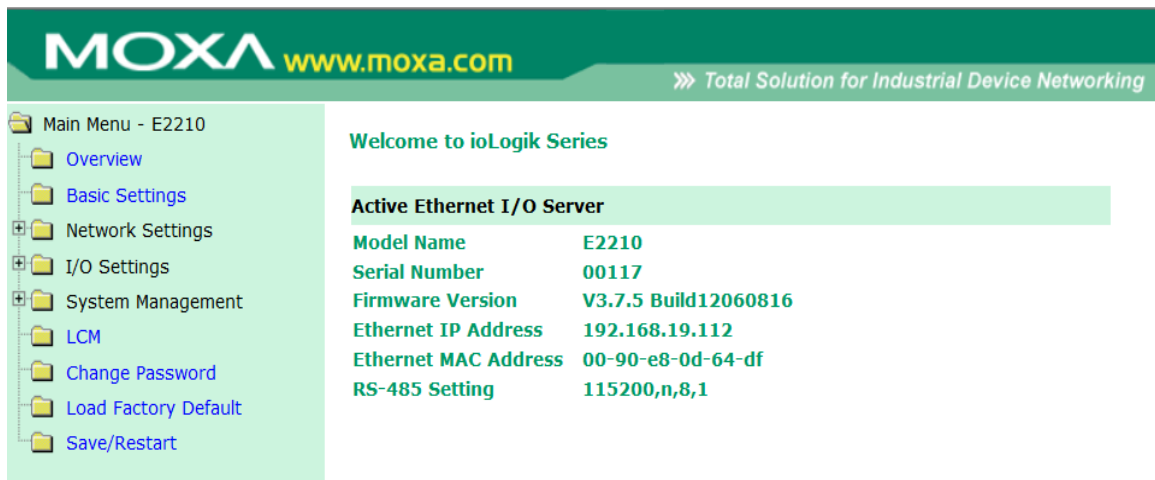 MOXA www.moxa.com
Total Solution for Industrial Device Networking
Main Menu - E2210
Overview
Basic Settings
Network Settings
I/O Settings
System Management
LCM
Change Password
Load Factory Default
Save/Restart
Welcome to ioLogik Series
Active Ethernet I/O Server
Model Name E2210
Serial Number 00117
Firmware Version V3.7.5 Build12060816
Ethernet IP Address 192.168.19.112
Ethernet MAC Address 00-90-e8-0d-64-df
RS-485 Setting 115200,n,8,1